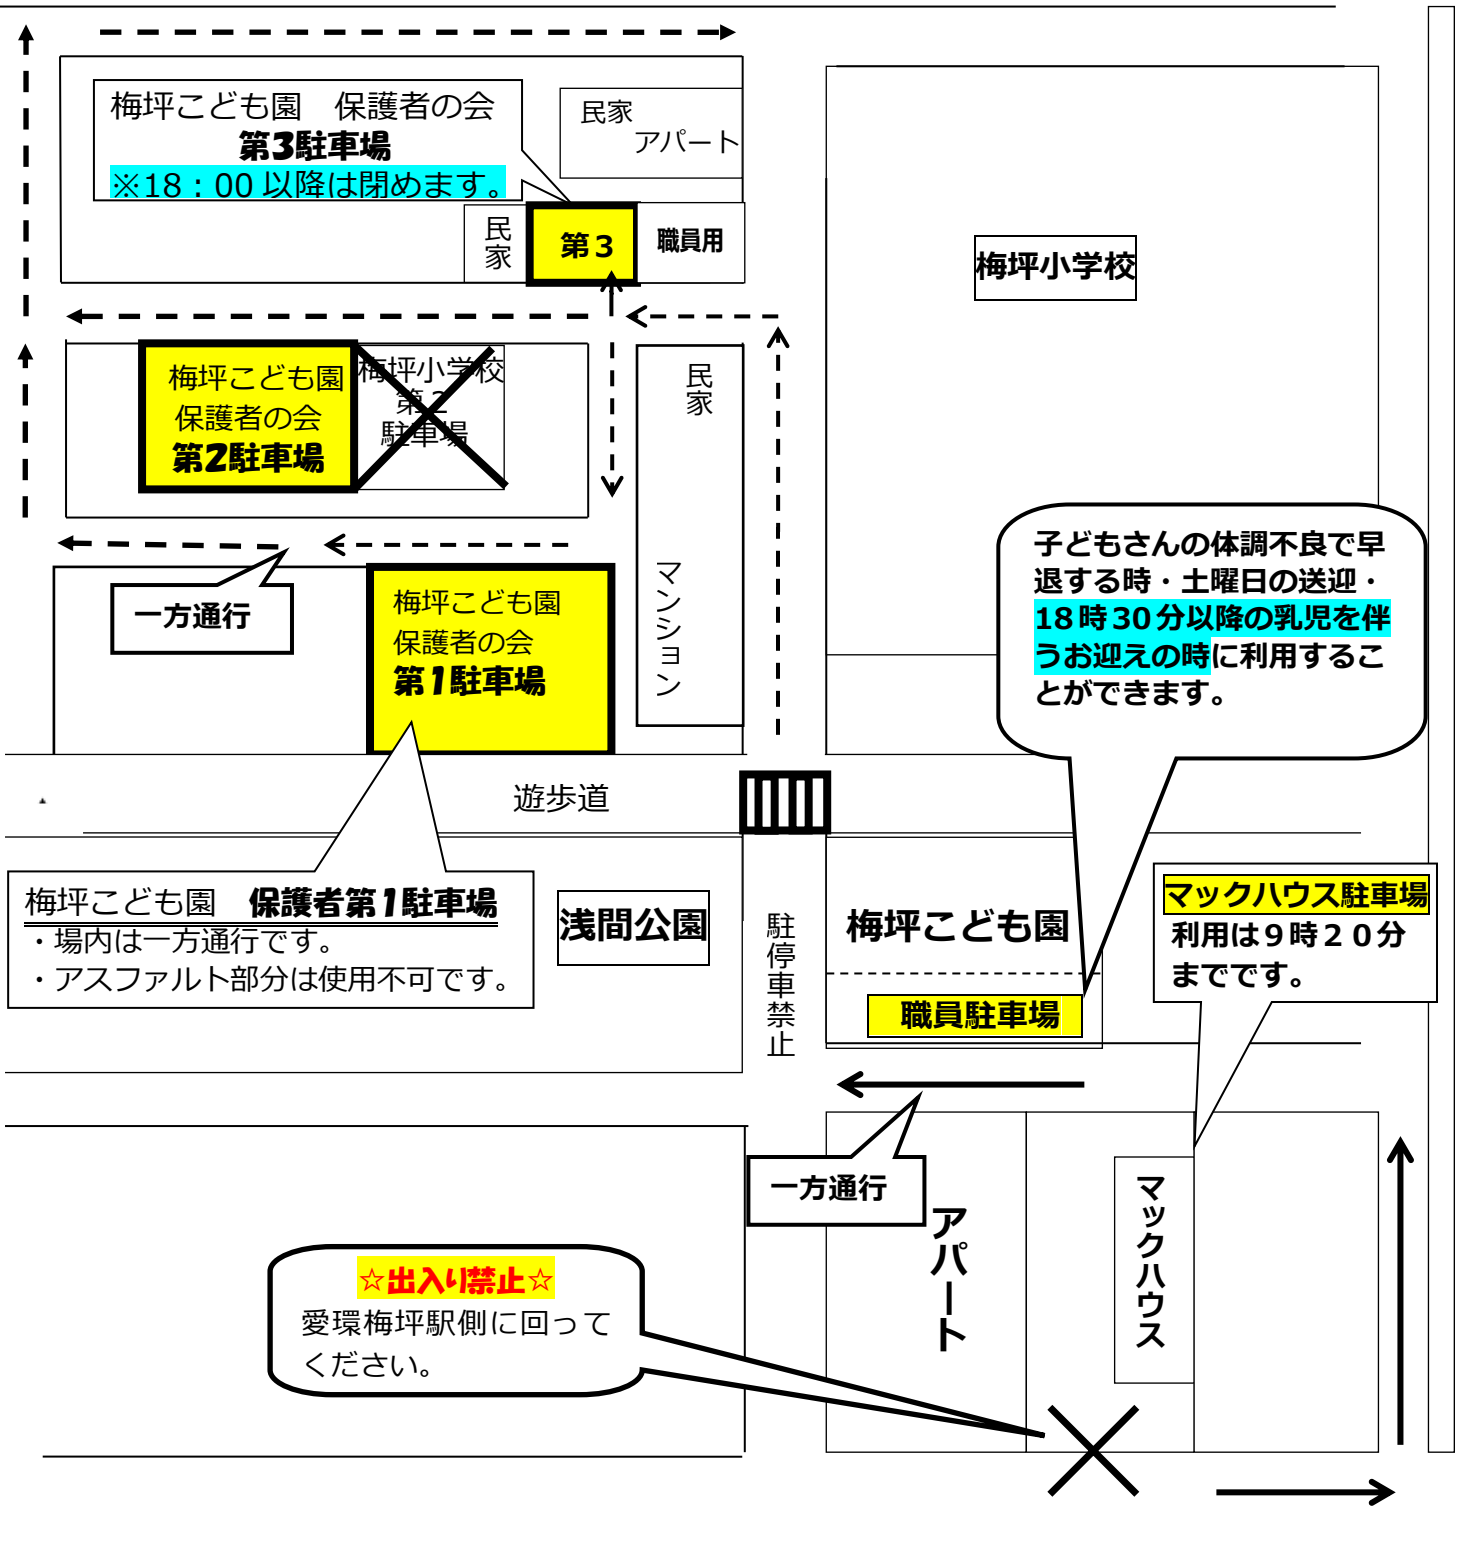 梅坪こども園　保護者の会
第3駐車場
※18：00以降は閉めます。
民家
アパート
民家
第３
職員用
梅坪小学校
梅坪こども園
保護者の会
第2駐車場
梅坪小学校
第２
駐車場
民家
マンション
一方通行
梅坪こども園
保護者の会
第1駐車場
子どもさんの体調不良で早
退する時・土曜日の送迎・
18時30分以降の乳児を伴
うお迎えの時に利用するこ
とができます。
遊歩道
梅坪こども園　保護者第1駐車場
・場内は一方通行です。
・アスファルト部分は使用不可です。
浅間公園
駐停車禁止
梅坪こども園
職員駐車場
マックハウス駐車場
利用は９時２０分
までです。
一方通行
アパート
マックハウス
☆出入り禁止☆
愛環梅坪駅側に回って
ください。